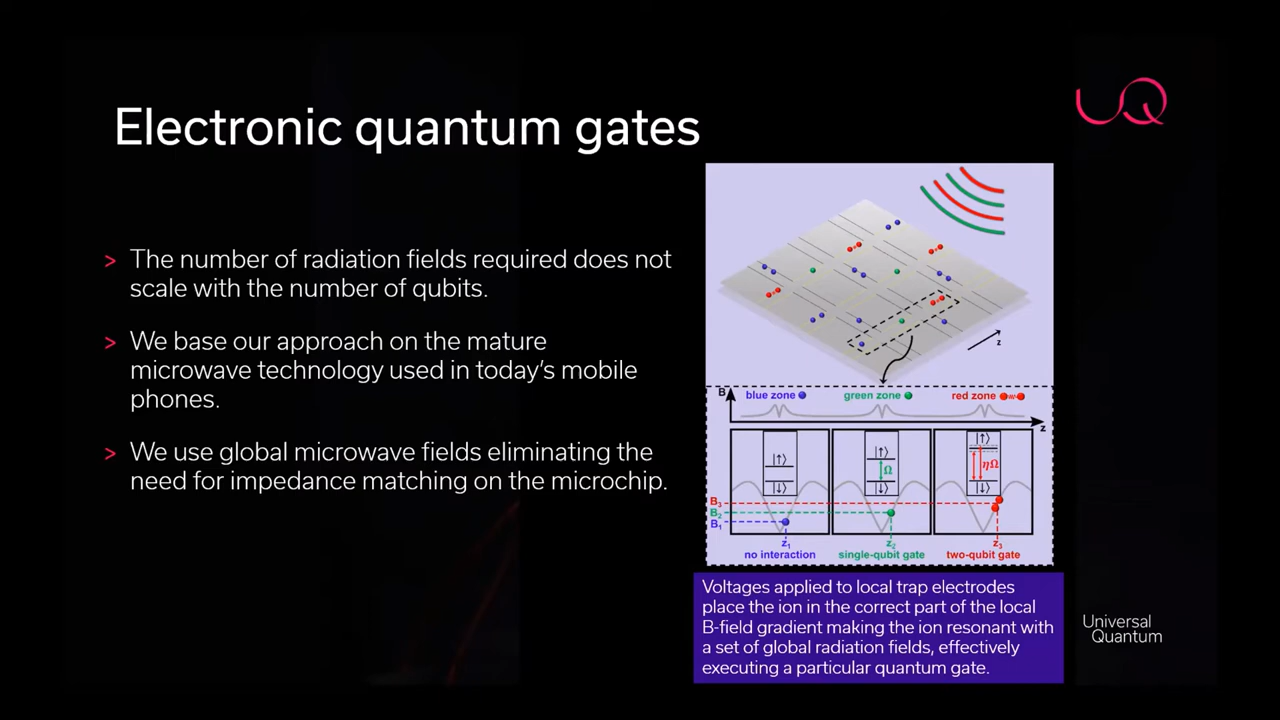 UQ
Electronic quantum gates
> The number of radiation fields required does not
scale with the number of qubits.
> We base our approach on the mature
microwave technology used in today's mobile
phones.
> We use global microwave fields eliminating the
need for impedance matching on the microchip.
z
B
blue zone
green zone
red zone
z
|↑⟩
|↓⟩
|↑⟩
Ω
|↓⟩
|↑⟩
ηΩ
|↓⟩
B₃
B₂
B₁
z₁
z₂
z₃
no interaction
single-qubit gate
two-qubit gate
Voltages applied to local trap electrodes
place the ion in the correct part of the local
B-field gradient making the ion resonant with
a set of global radiation fields, effectively
executing a particular quantum gate.
Universal
Quantum